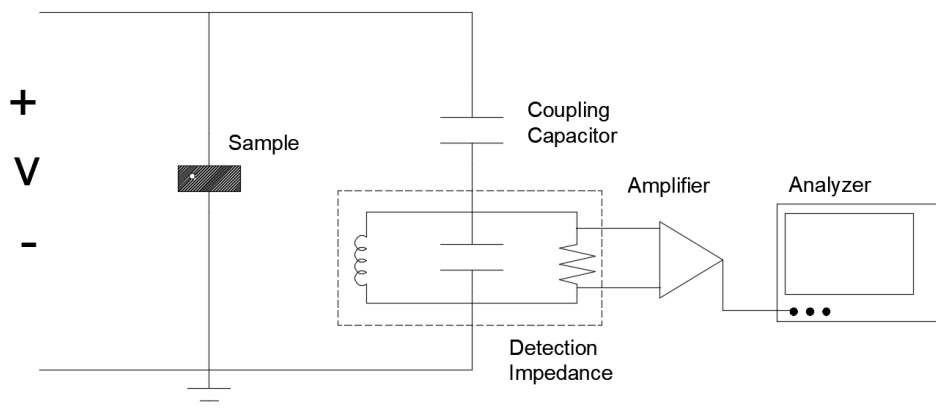 +
V
-
Sample
Coupling
Capacitor
Amplifier
Analyzer
Detection
Impedance